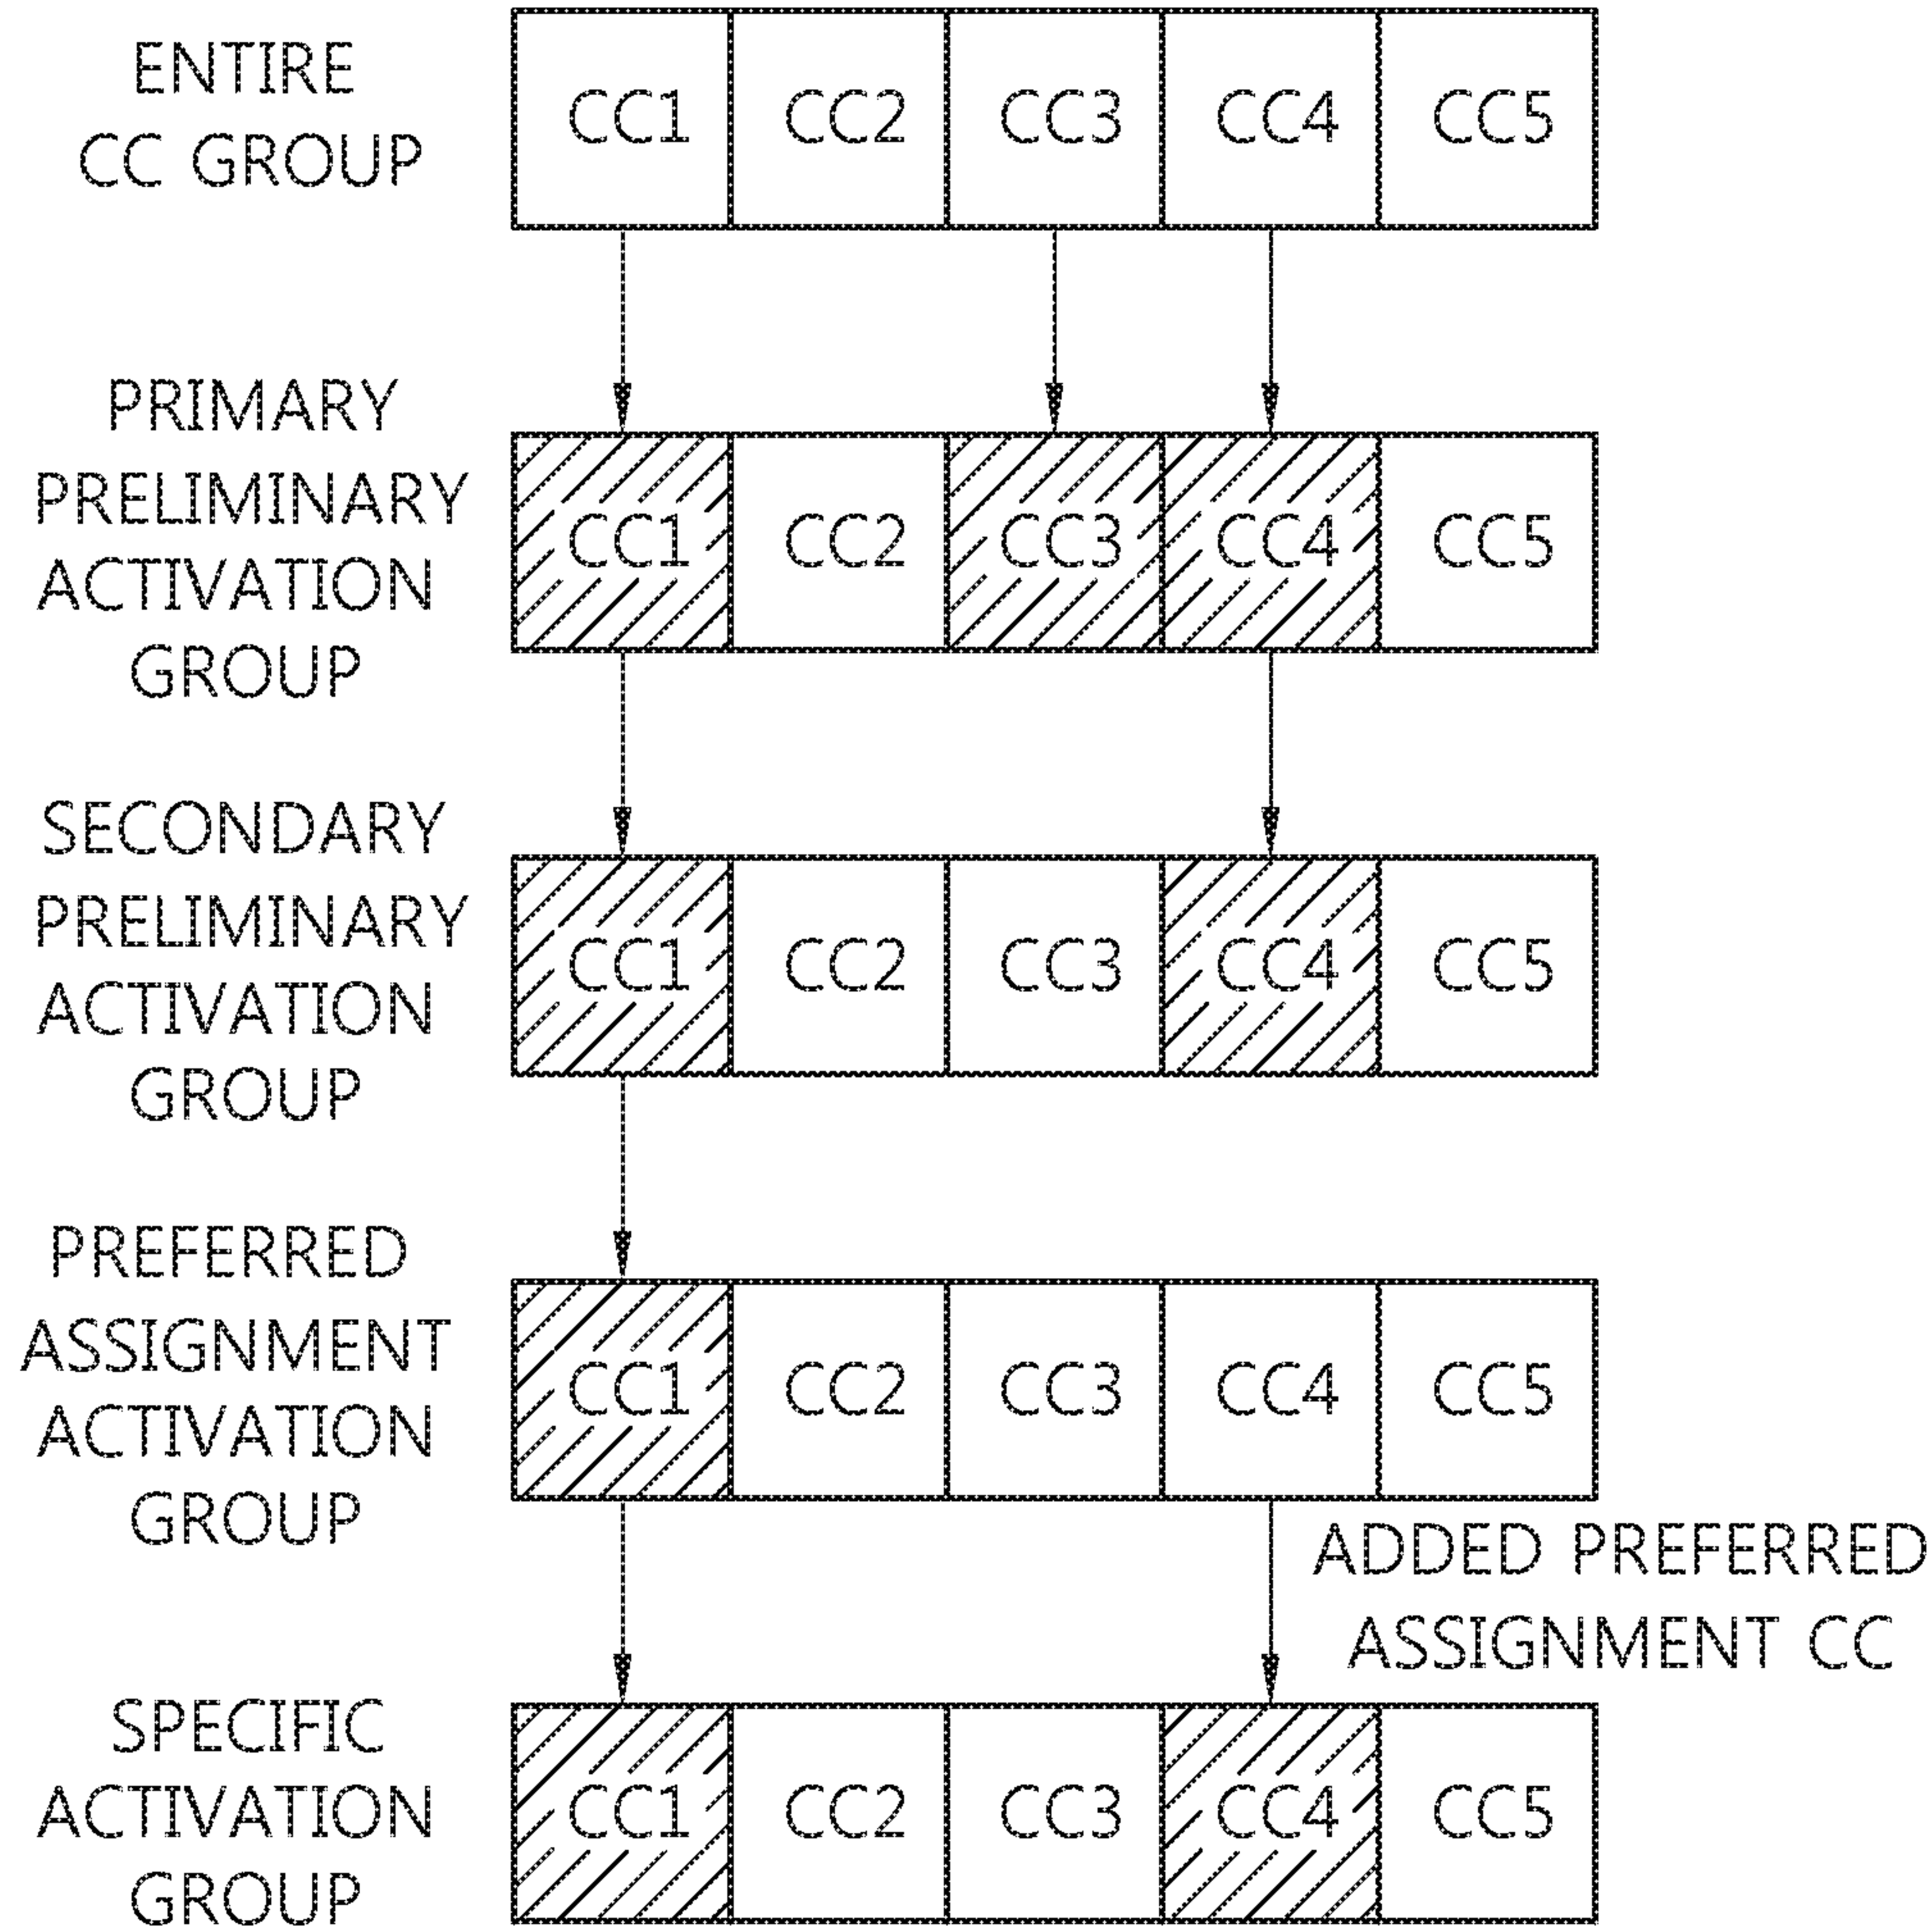 ENTIRE
CC GROUP
CC1 CC2 CC3 CC4 CC5
PRIMARY
PRELIMINARY
ACTIVATION
GROUP
CC1 CC2 CC3 CC4 CC5
SECONDARY
PRELIMINARY
ACTIVATION
GROUP
CC1 CC2 CC3 CC4 CC5
PREFERRED
ASSIGNMENT
ACTIVATION
GROUP
CC1 CC2 CC3 CC4 CC5
ADDED PREFERRED
ASSIGNMENT CC
SPECIFIC
ACTIVATION
GROUP
CC1 CC2 CC3 CC4 CC5